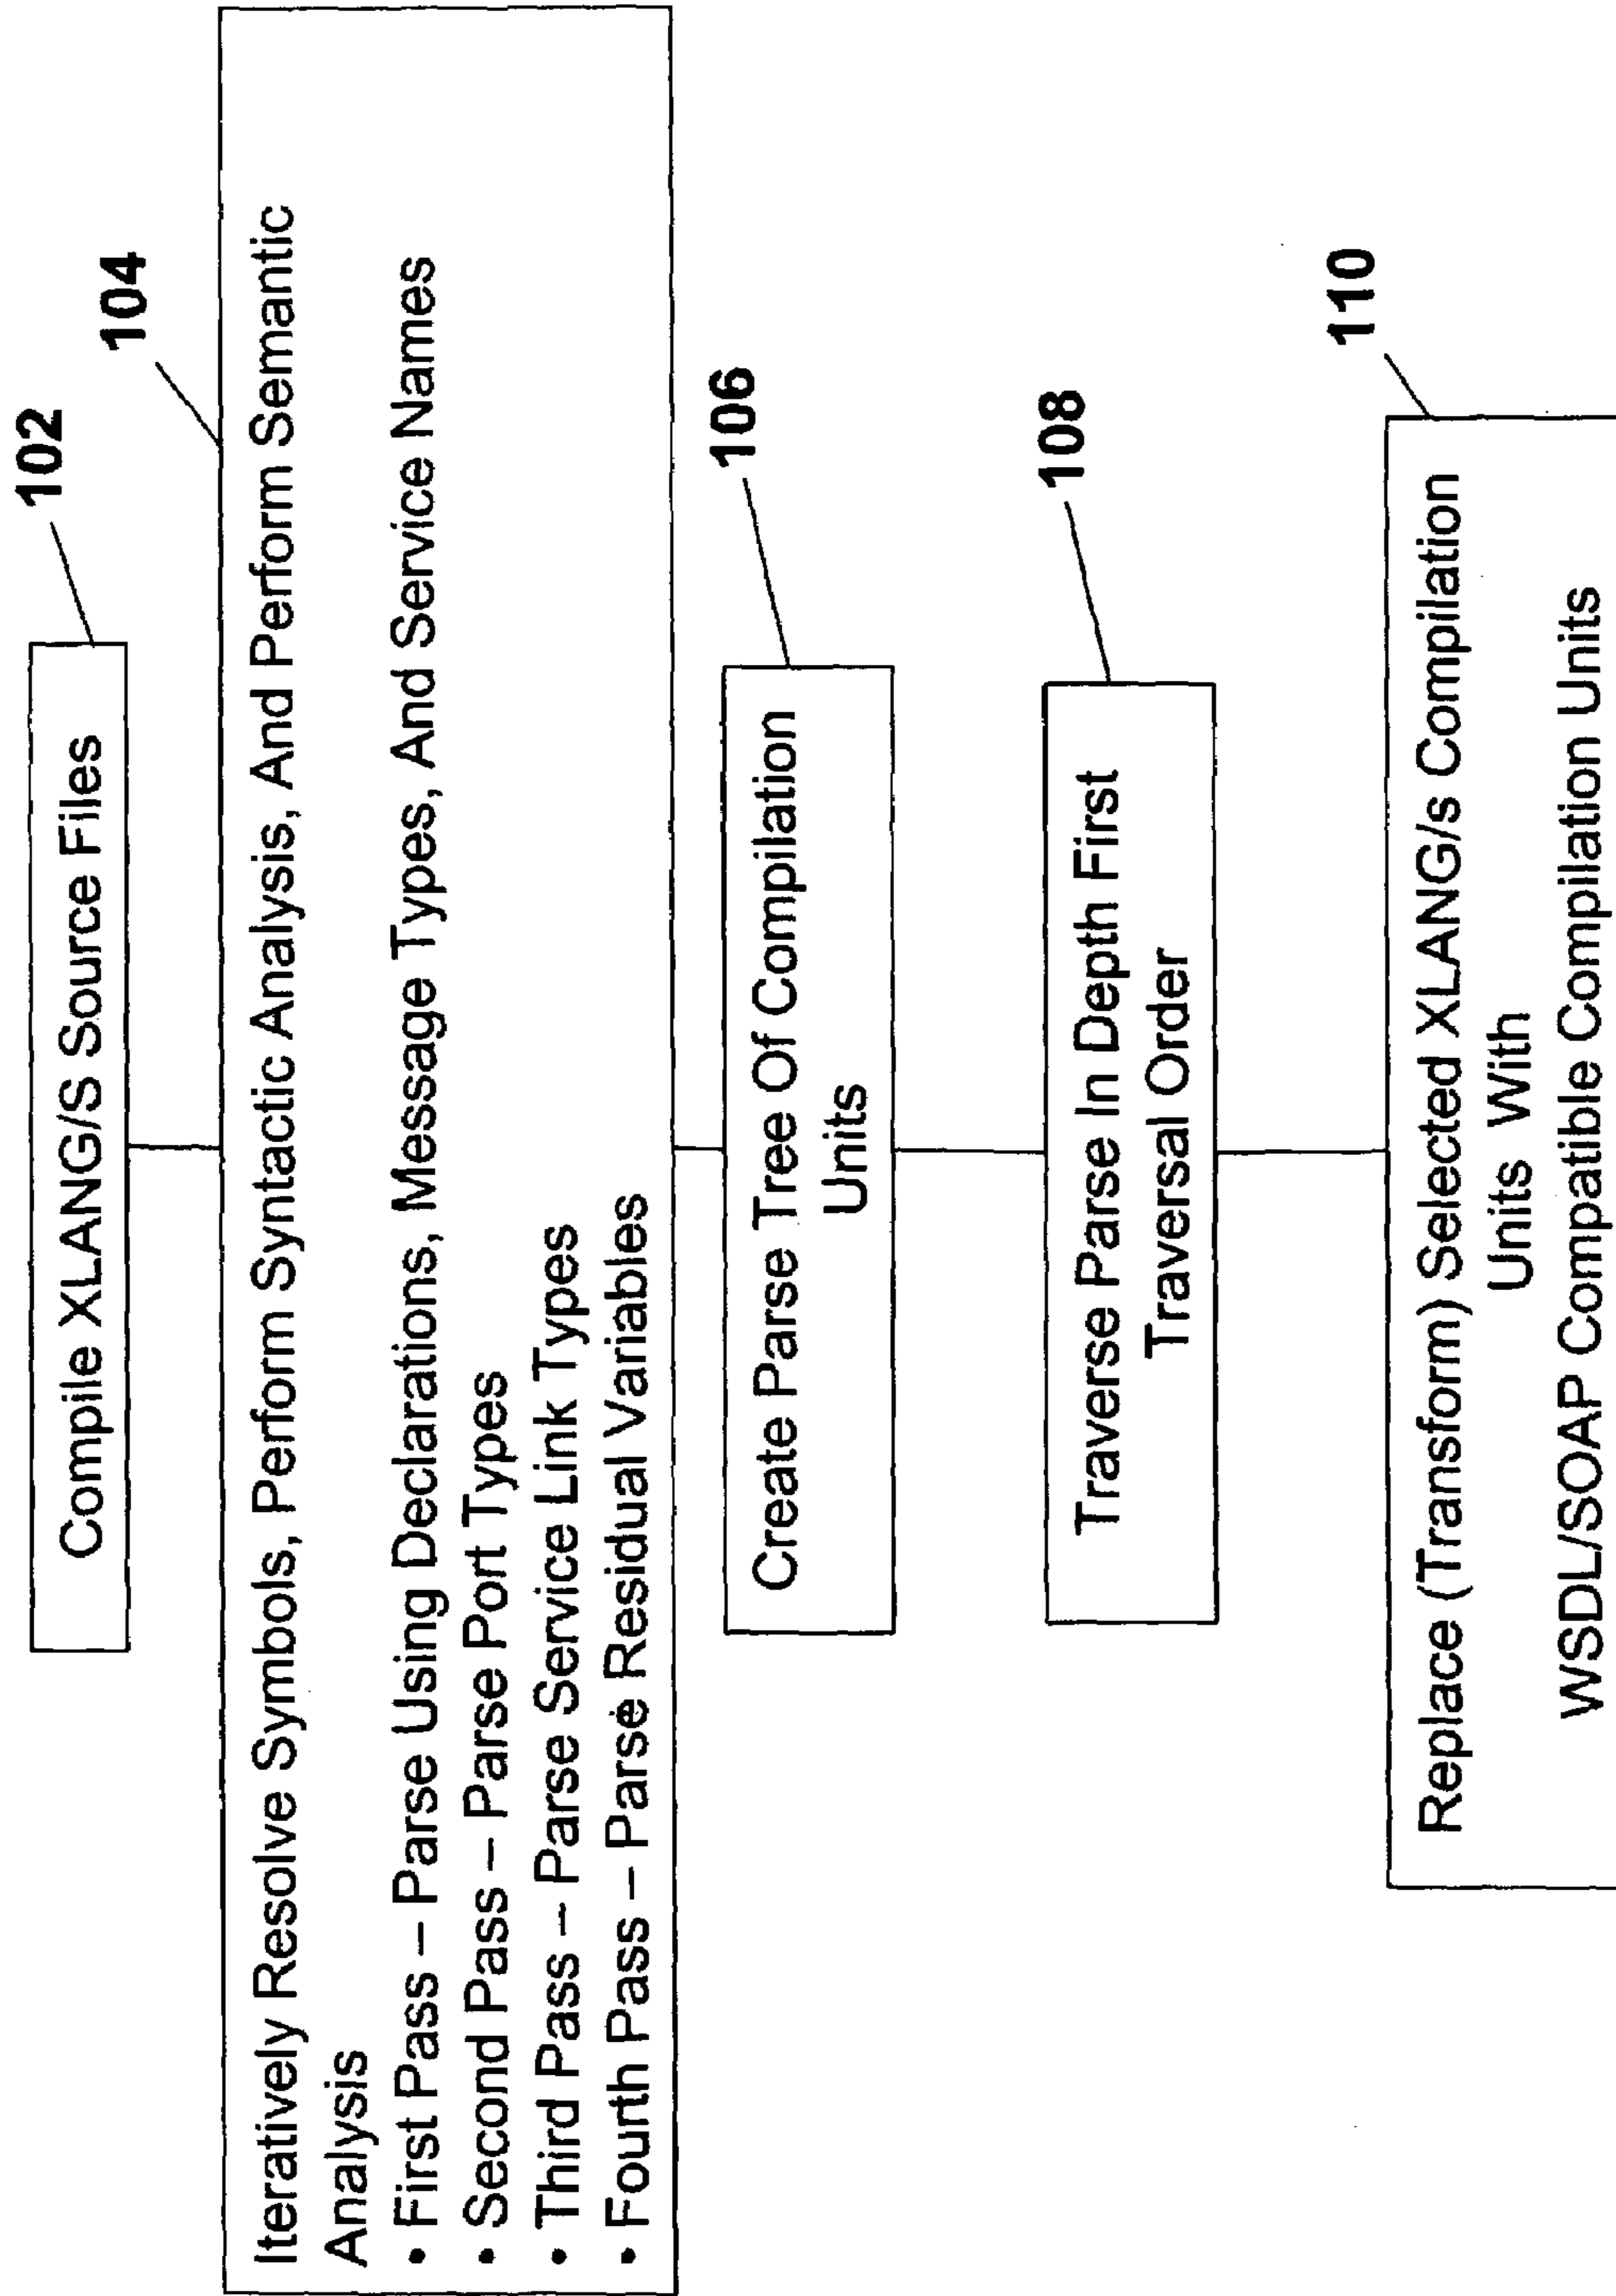 102
Compile XLANG/S Source Files
104
Iteratively Resolve Symbols, Perform Syntactic Analysis, And Perform Semantic
Analysis
• First Pass – Parse Using Declarations, Message Types, And Service Names
• Second Pass – Parse Port Types
• Third Pass – Parse Service Link Types
• Fourth Pass – Parse Residual Variables
106
Create Parse Tree Of Compilation
Units
108
Traverse Parse In Depth First
Traversal Order
110
Replace (Transform) Selected XLANG/s Compilation
Units With
WSDL/SOAP Compatible Compilation Units